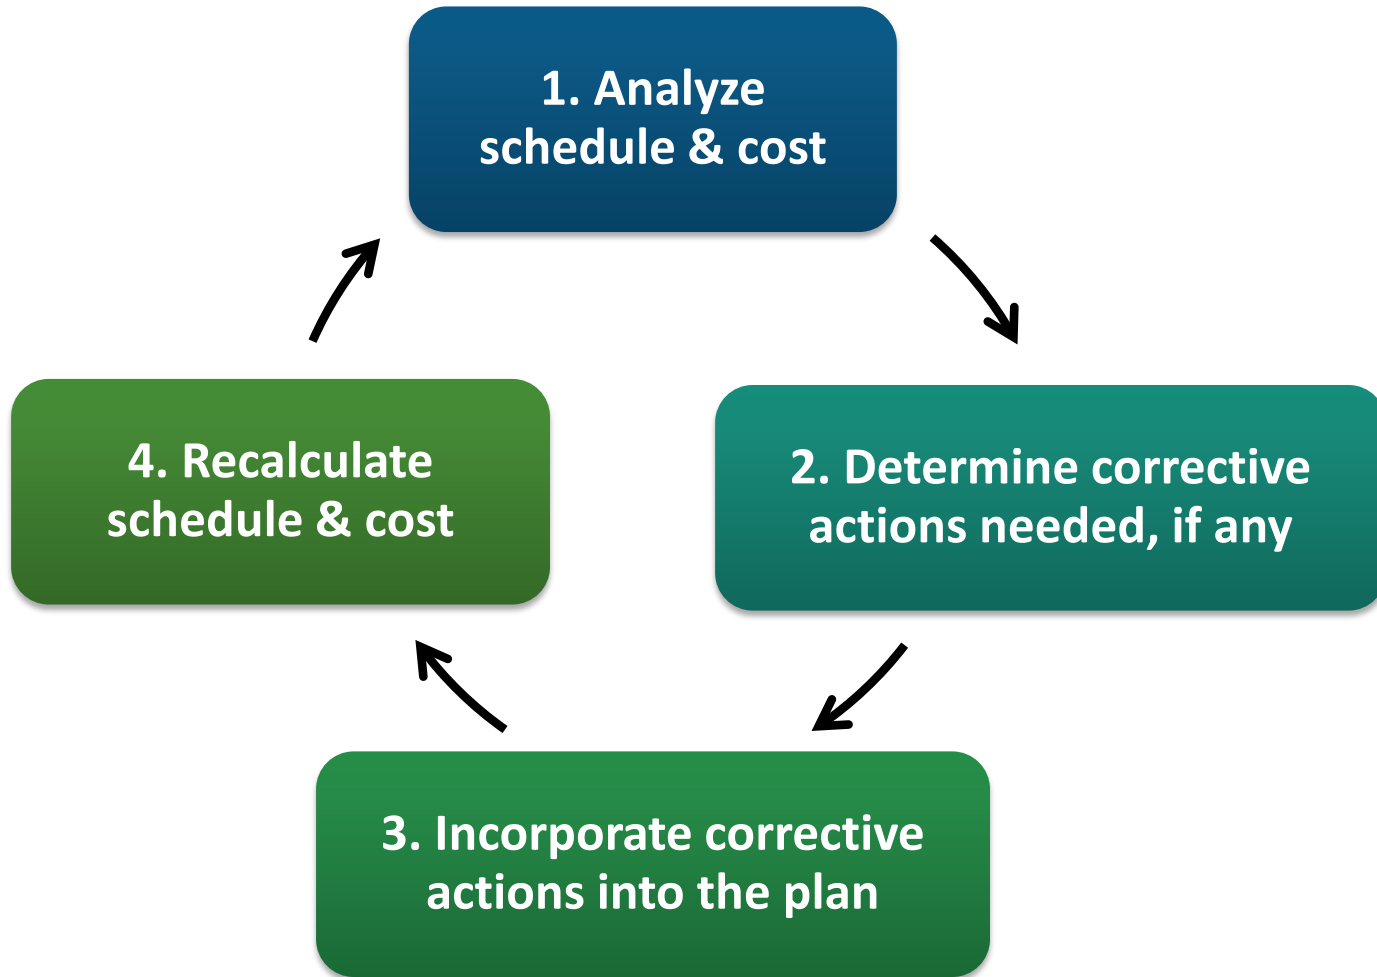 1. Analyze
schedule & cost
2. Determine corrective
actions needed, if any
3. Incorporate corrective
actions into the plan
4. Recalculate
schedule & cost